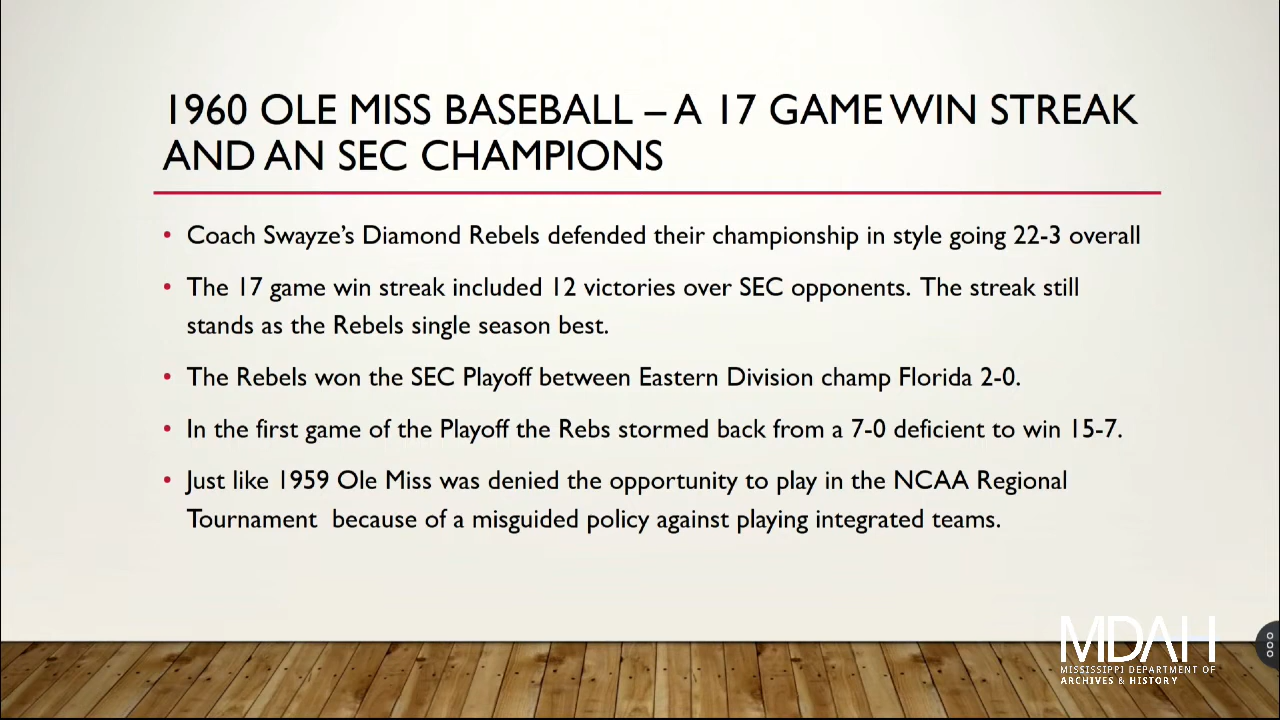 1960 OLE MISS BASEBALL – A 17 GAME WIN STREAK
AND AN SEC CHAMPIONS
• Coach Swayze’s Diamond Rebels defended their championship in style going 22-3 overall
• The 17 game win streak included 12 victories over SEC opponents. The streak still
stands as the Rebels single season best.
• The Rebels won the SEC Playoff between Eastern Division champ Florida 2-0.
• In the first game of the Playoff the Rebs stormed back from a 7-0 deficient to win 15-7.
• Just like 1959 Ole Miss was denied the opportunity to play in the NCAA Regional
Tournament  because of a misguided policy against playing integrated teams.
MDAH
MISSISSIPPI DEPARTMENT OF
ARCHIVES & HISTORY